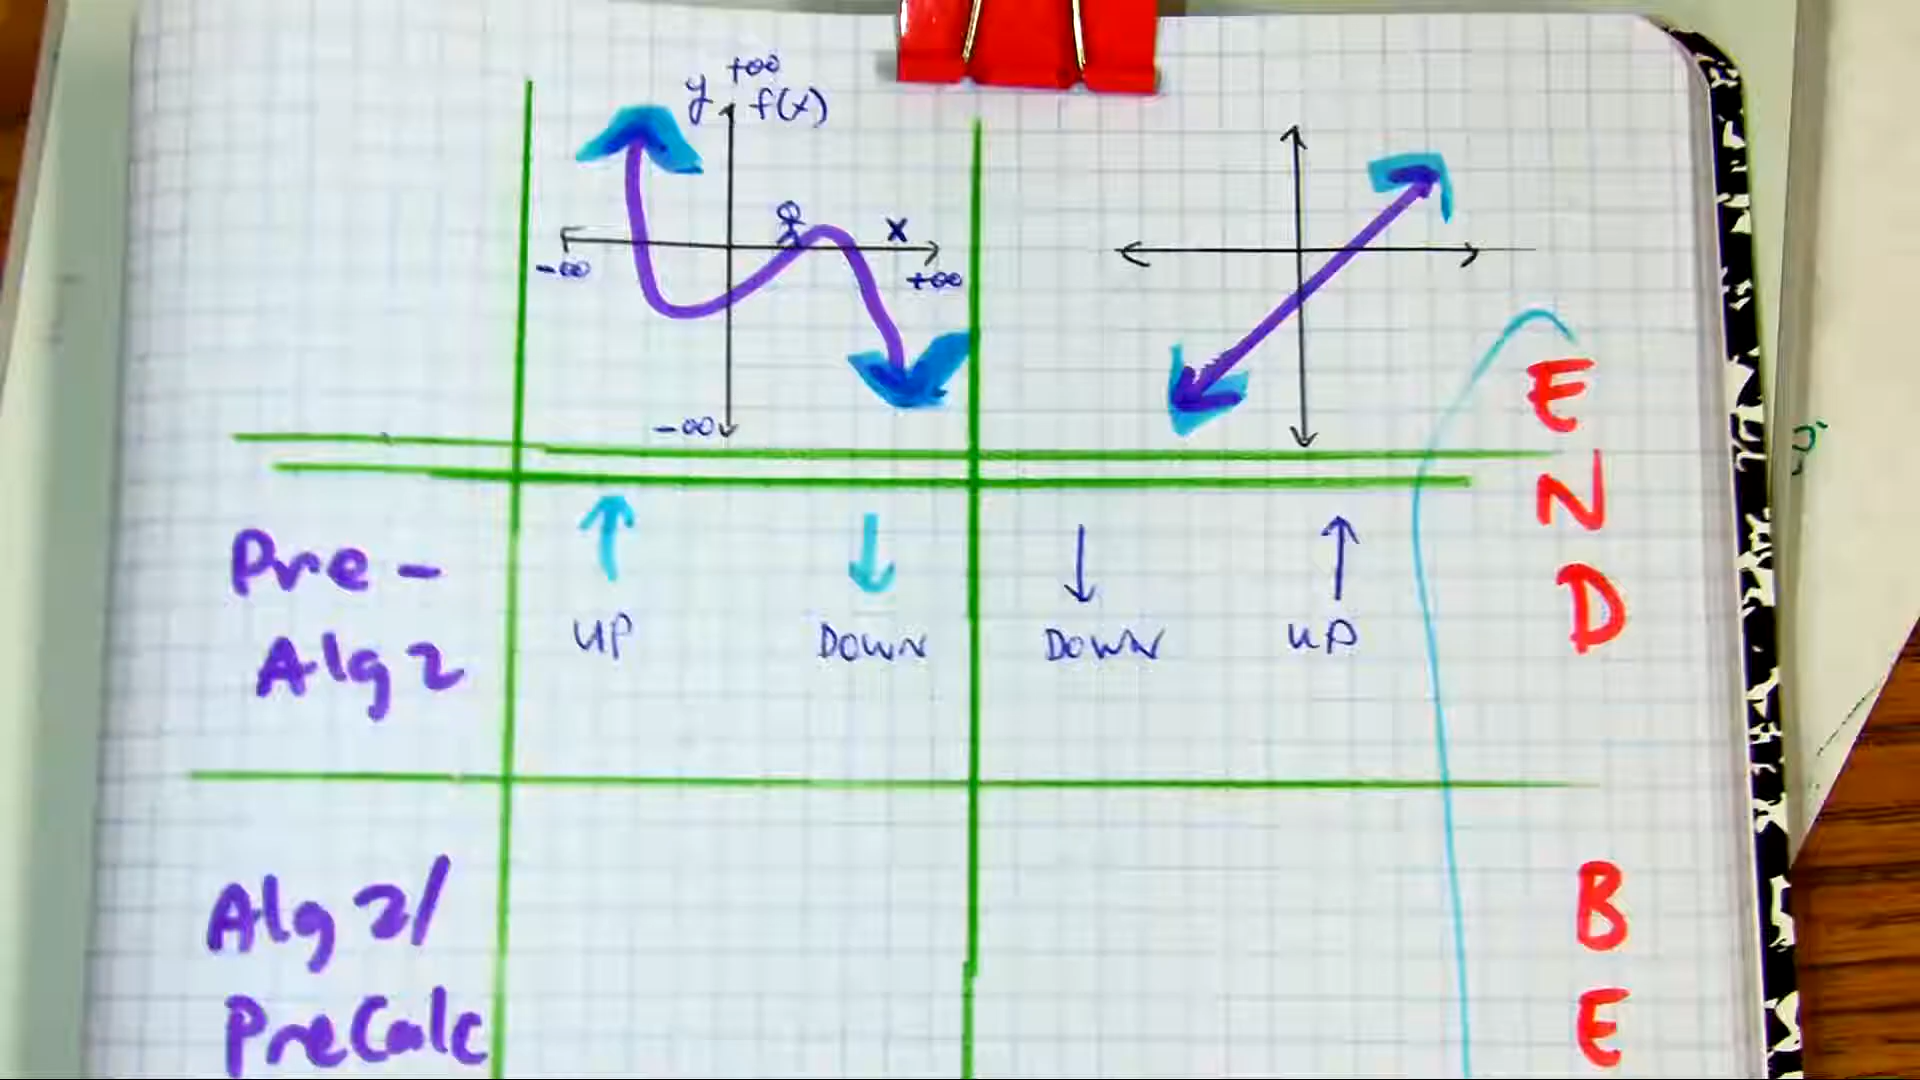 +∞
y f(x)
x
-∞ +∞
-∞
Pre-
Alg 2
UP DOWN DOWN UP
Alg 2/
PreCalc
E
N
D
B
E